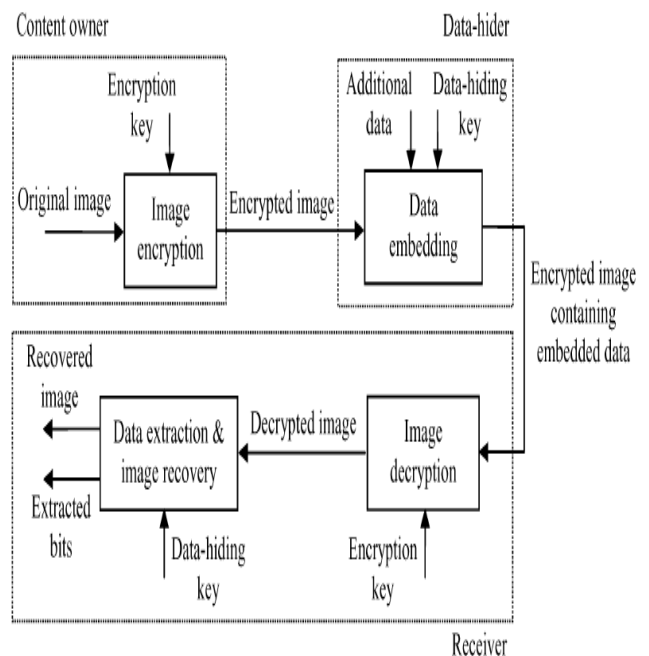 Content owner
Data-hider
Encryption
key
Additional
data
Data-hiding
key
Original image
Image
encryption
Encrypted image
Data
embedding
Encrypted image
containing
embedded data
Recovered
image
Data extraction &
image recovery
Decrypted image
Image
decryption
Extracted
bits
Data-hiding
key
Encryption
key
Receiver